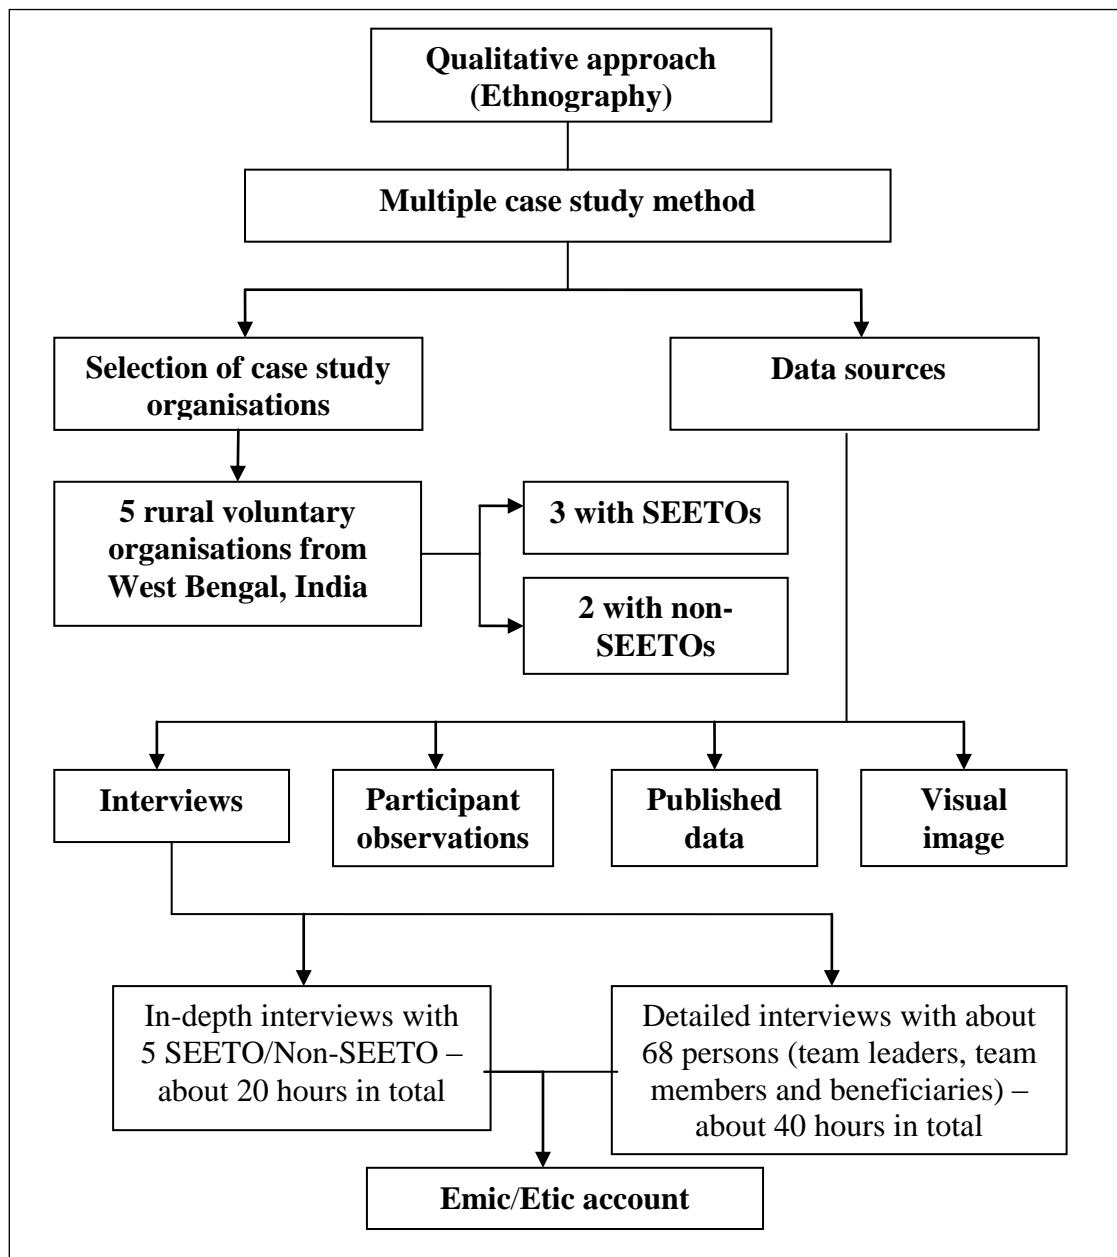 Qualitative approach
(Ethnography)
Multiple case study method
Selection of case study
organisations
Data sources
5 rural voluntary
organisations from
West Bengal, India
3 with SEETOs
2 with non-
SEETOs
Interviews
Participant
observations
Published
data
Visual
image
In-depth interviews with
5 SEETO/Non-SEETO –
about 20 hours in total
Detailed interviews with about
68 persons (team leaders, team
members and beneficiaries) –
about 40 hours in total
Emic/Etic account